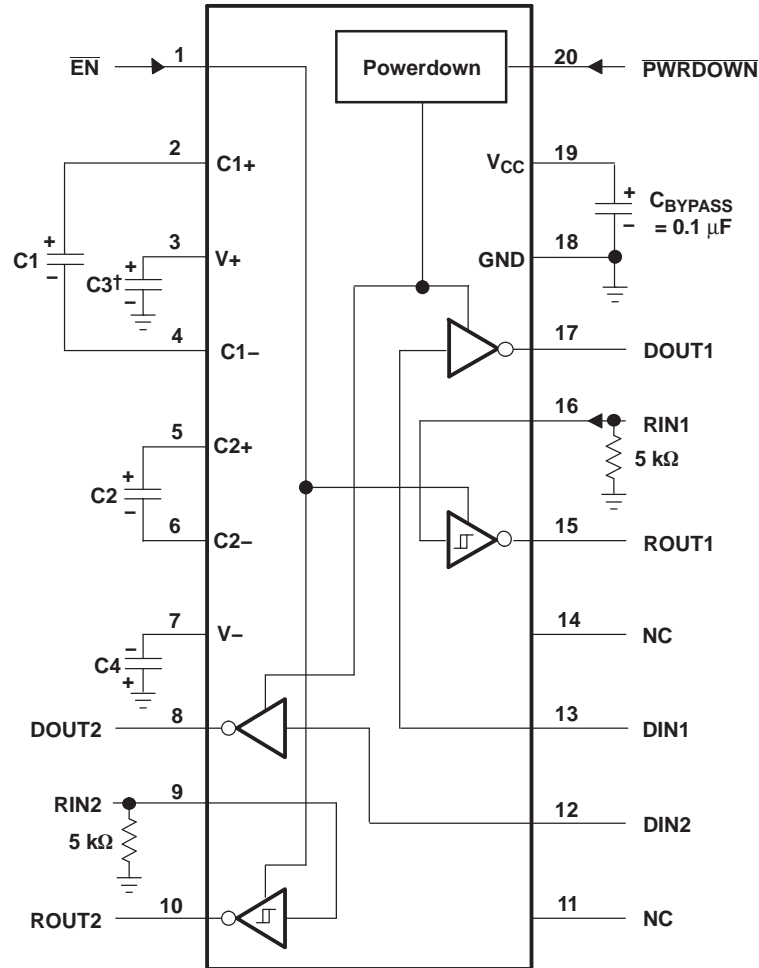 EN 1 Powerdown 20 PWRDOWN
2 C1+ VCC 19
+ CBYPASS
− = 0.1 μF
C1 + −
3 V+ GND 18
C3† + −
4 C1− 17 DOUT1
16 RIN1
5 C2+ 5 kΩ
C2 + −
6 C2− 15 ROUT1
7 V− 14 NC
C4 − +
DOUT2 8 13 DIN1
RIN2 9 12 DIN2
5 kΩ
ROUT2 10 11 NC